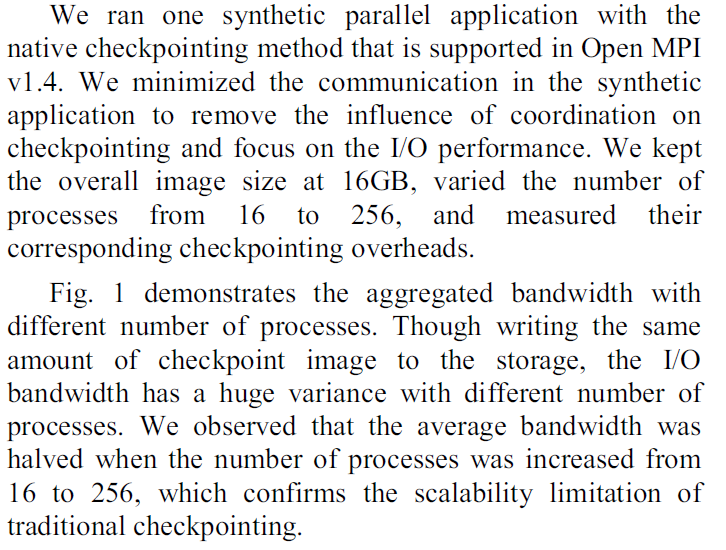 We ran one synthetic parallel application with the
native checkpointing method that is supported in Open MPI
v1.4. We minimized the communication in the synthetic
application to remove the influence of coordination on
checkpointing and focus on the I/O performance. We kept
the overall image size at 16GB, varied the number of
processes from 16 to 256, and measured their
corresponding checkpointing overheads.
Fig. 1 demonstrates the aggregated bandwidth with
different number of processes. Though writing the same
amount of checkpoint image to the storage, the I/O
bandwidth has a huge variance with different number of
processes. We observed that the average bandwidth was
halved when the number of processes was increased from
16 to 256, which confirms the scalability limitation of
traditional checkpointing.